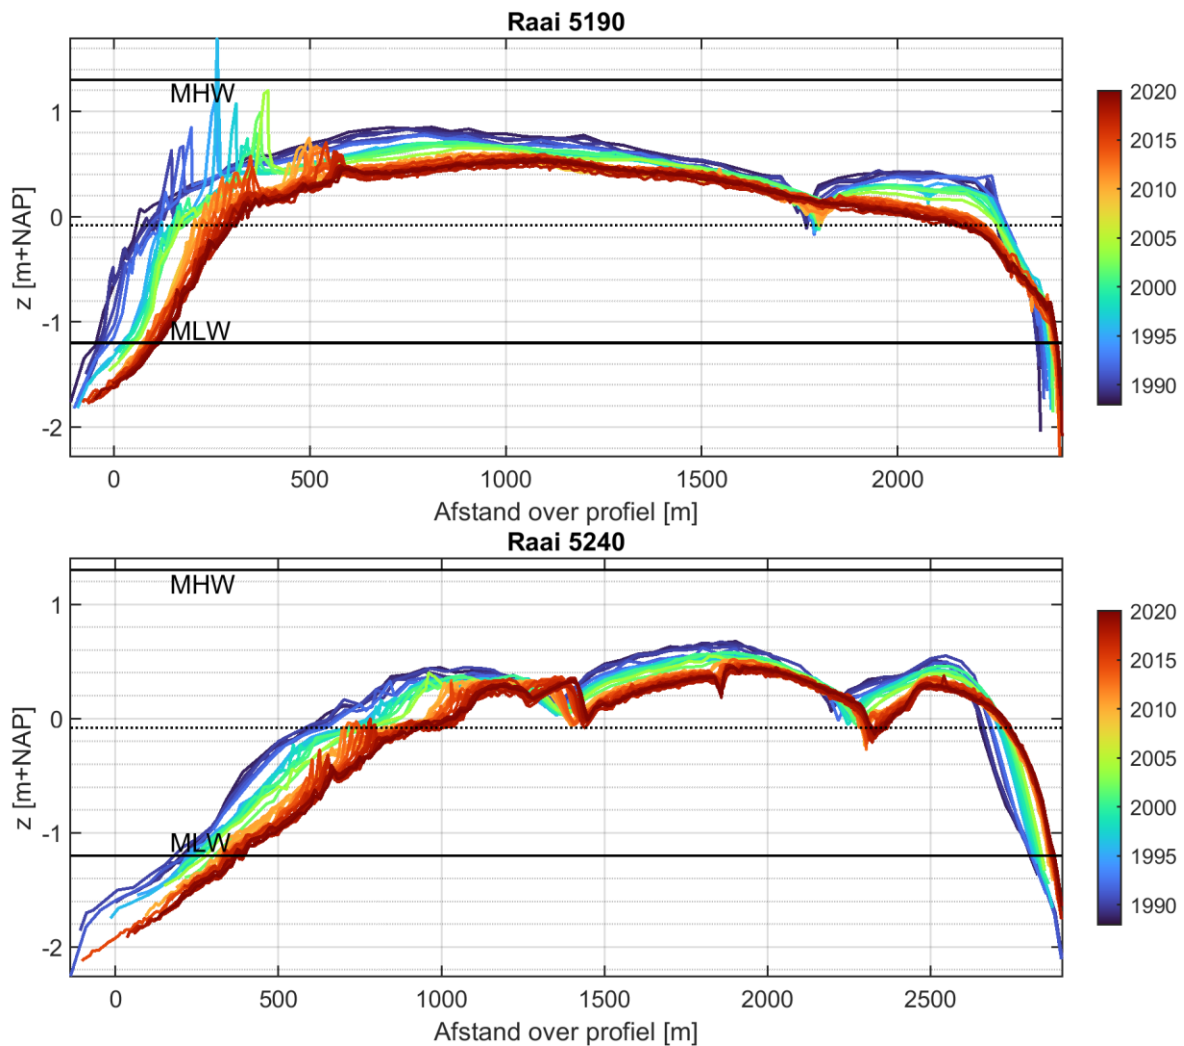 Raai 5190
MHW
MLW
1
0
-1
-2
z [m+NAP]
0 500 1000 1500 2000
Afstand over profiel [m]
2020
2015
2010
2005
2000
1995
1990
Raai 5240
MHW
MLW
1
0
-1
-2
z [m+NAP]
0 500 1000 1500 2000 2500
Afstand over profiel [m]
2020
2015
2010
2005
2000
1995
1990